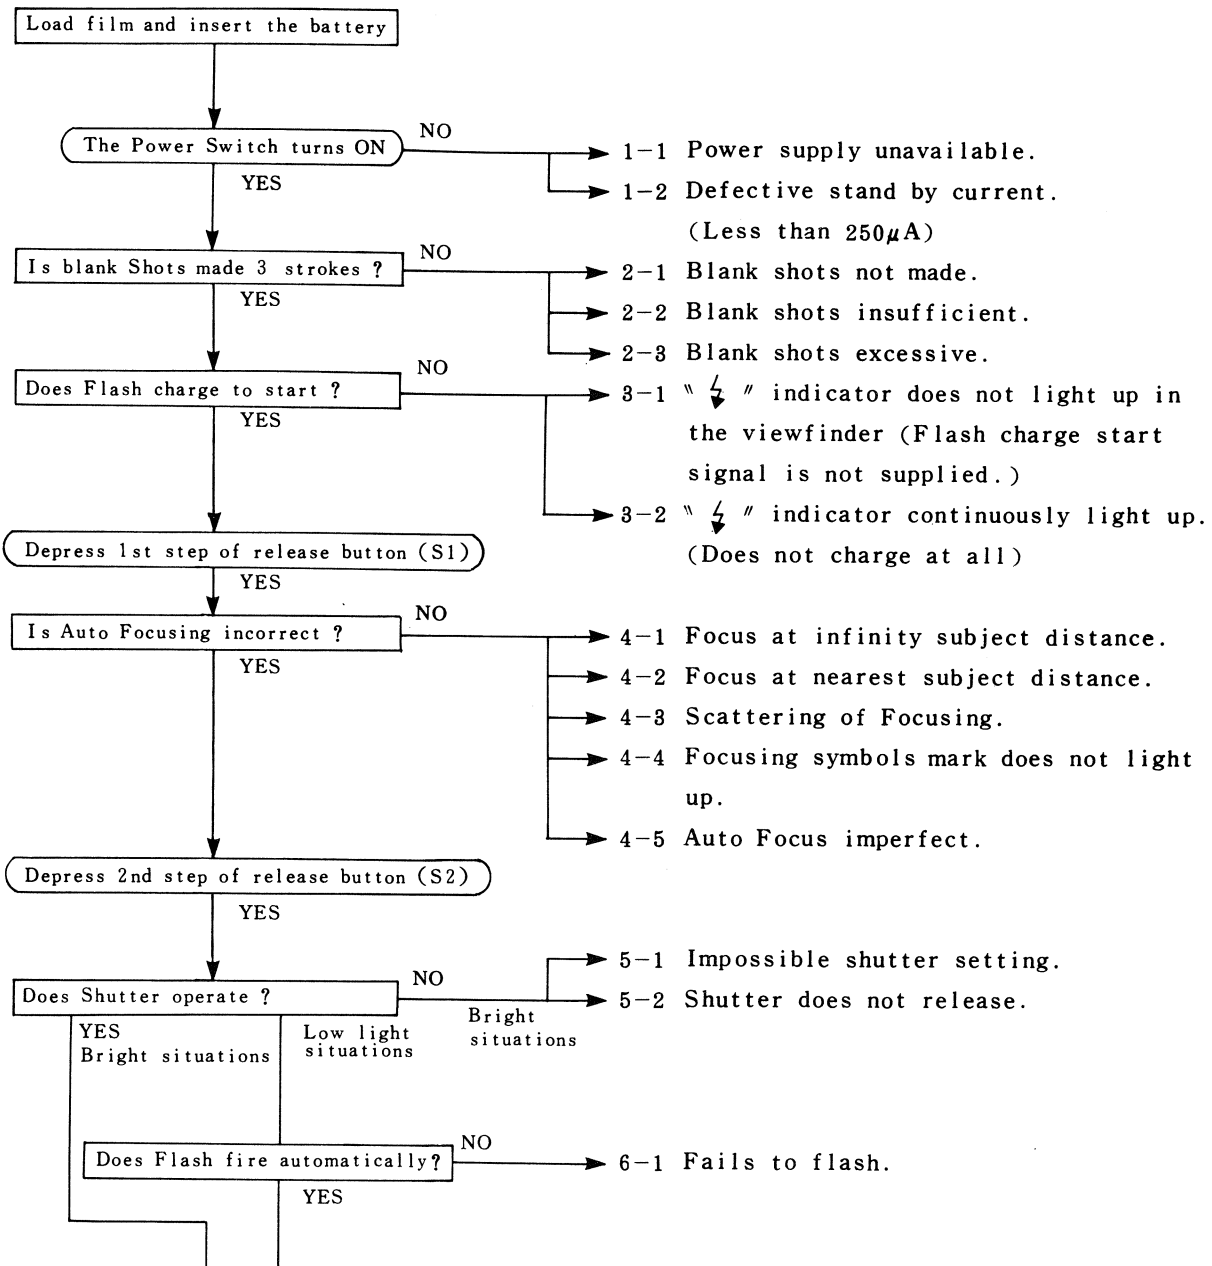 Load film and insert the battery
NO
The Power Switch turns ON
1-1 Power supply unavailable.
YES
1-2 Defective stand by current.
(Less than 250μA)
NO
Is blank Shots made 3 strokes ?
2-1 Blank shots not made.
YES
2-2 Blank shots insufficient.
2-3 Blank shots excessive.
NO
Does Flash charge to start ?
3-1 " " indicator does not light up in
YES
the viewfinder (Flash charge start
signal is not supplied.)
3-2 " " indicator continuously light up.
Depress 1st step of release button (S1)
(Does not charge at all)
YES
NO
Is Auto Focusing incorrect ?
4-1 Focus at infinity subject distance.
YES
4-2 Focus at nearest subject distance.
4-3 Scattering of Focusing.
4-4 Focusing symbols mark does not light
up.
4-5 Auto Focus imperfect.
Depress 2nd step of release button (S2)
YES
5-1 Impossible shutter setting.
NO
Does Shutter operate ?
5-2 Shutter does not release.
YES
Bright situations
Low light
situations
Bright
situations
NO
Does Flash fire automatically?
6-1 Fails to flash.
YES